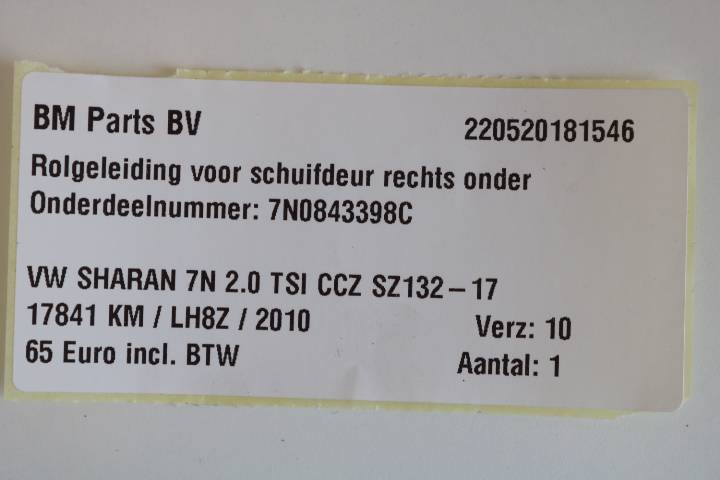 BM Parts BV 220520181546
Rolgeleiding voor schuifdeur rechts onder
Onderdeelnummer: 7N0843398C
VW SHARAN 7N 2.0 TSI CCZ SZ132-17
17841 KM / LH8Z / 2010 Verz: 10
65 Euro incl. BTW Aantal: 1